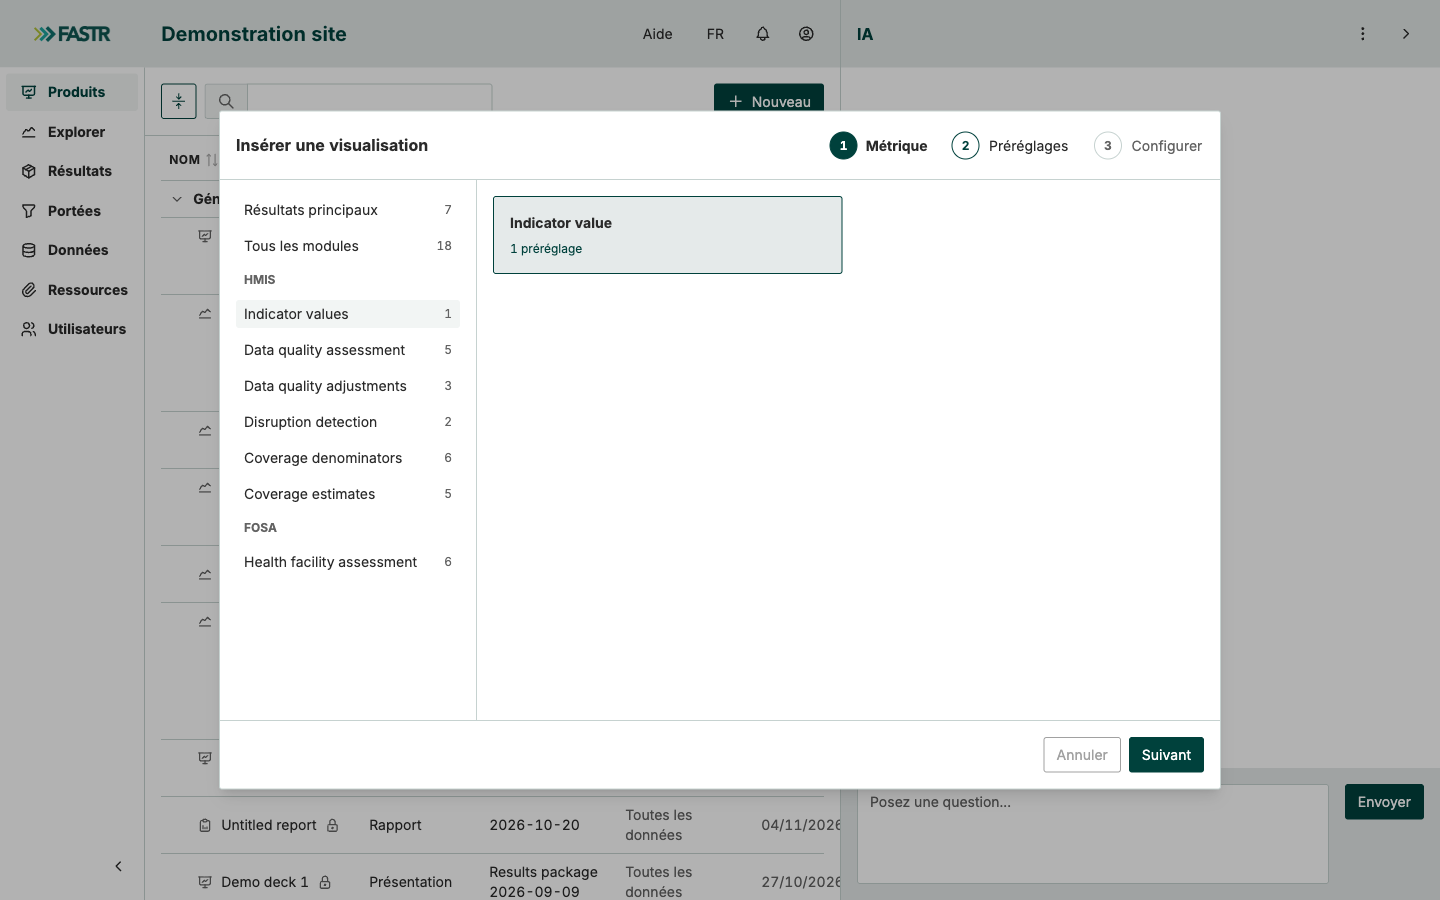 FASTR
Demonstration site
Aide
FR
IA
Produits
Explorer
Résultats
Portées
Données
Ressources
Utilisateurs
Nouveau
NOM
Gén
Insérer une visualisation
1 Métrique
2 Préréglages
3 Configurer
Résultats principaux 7
Tous les modules 18
HMIS
Indicator values 1
Data quality assessment 5
Data quality adjustments 3
Disruption detection 2
Coverage denominators 6
Coverage estimates 5
FOSA
Health facility assessment 6
Indicator value
1 préréglage
Annuler
Suivant
Untitled report Rapport 2026-10-20 Toutes les données 04/11/2026
Demo deck 1 Présentation Results package 2026-09-09 Toutes les données 27/10/2026
Posez une question...
Envoyer